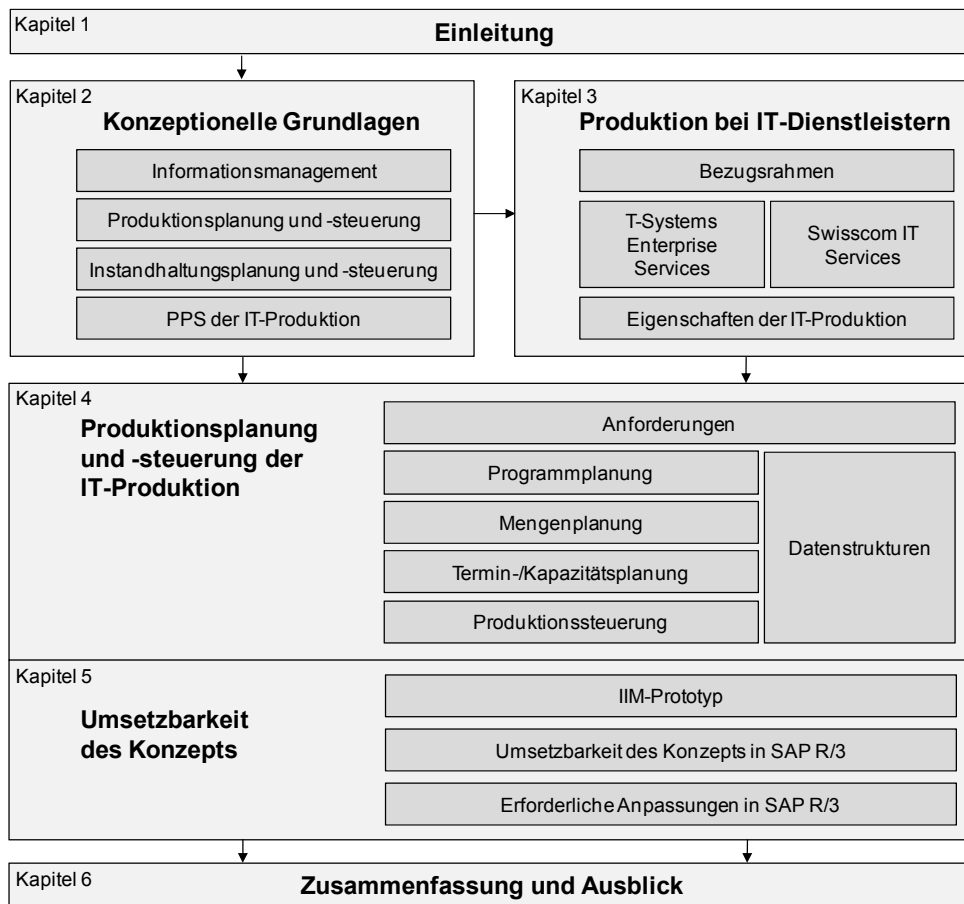 Kapitel 1
Einleitung
Kapitel 2
Konzeptionelle Grundlagen
Informationsmanagement
Produktionsplanung und -steuerung
Instandhaltungsplanung und -steuerung
PPS der IT-Produktion
Kapitel 3
Produktion bei IT-Dienstleistern
Bezugsrahmen
T-Systems
Enterprise
Services
Swisscom IT
Services
Eigenschaften der IT-Produktion
Kapitel 4
Produktionsplanung
und -steuerung der
IT-Produktion
Anforderungen
Programmplanung
Mengenplanung
Termin-/Kapazitätsplanung
Produktionssteuerung
Datenstrukturen
Kapitel 5
Umsetzbarkeit
des Konzepts
IIM-Prototyp
Umsetzbarkeit des Konzepts in SAP R/3
Erforderliche Anpassungen in SAP R/3
Kapitel 6
Zusammenfassung und Ausblick